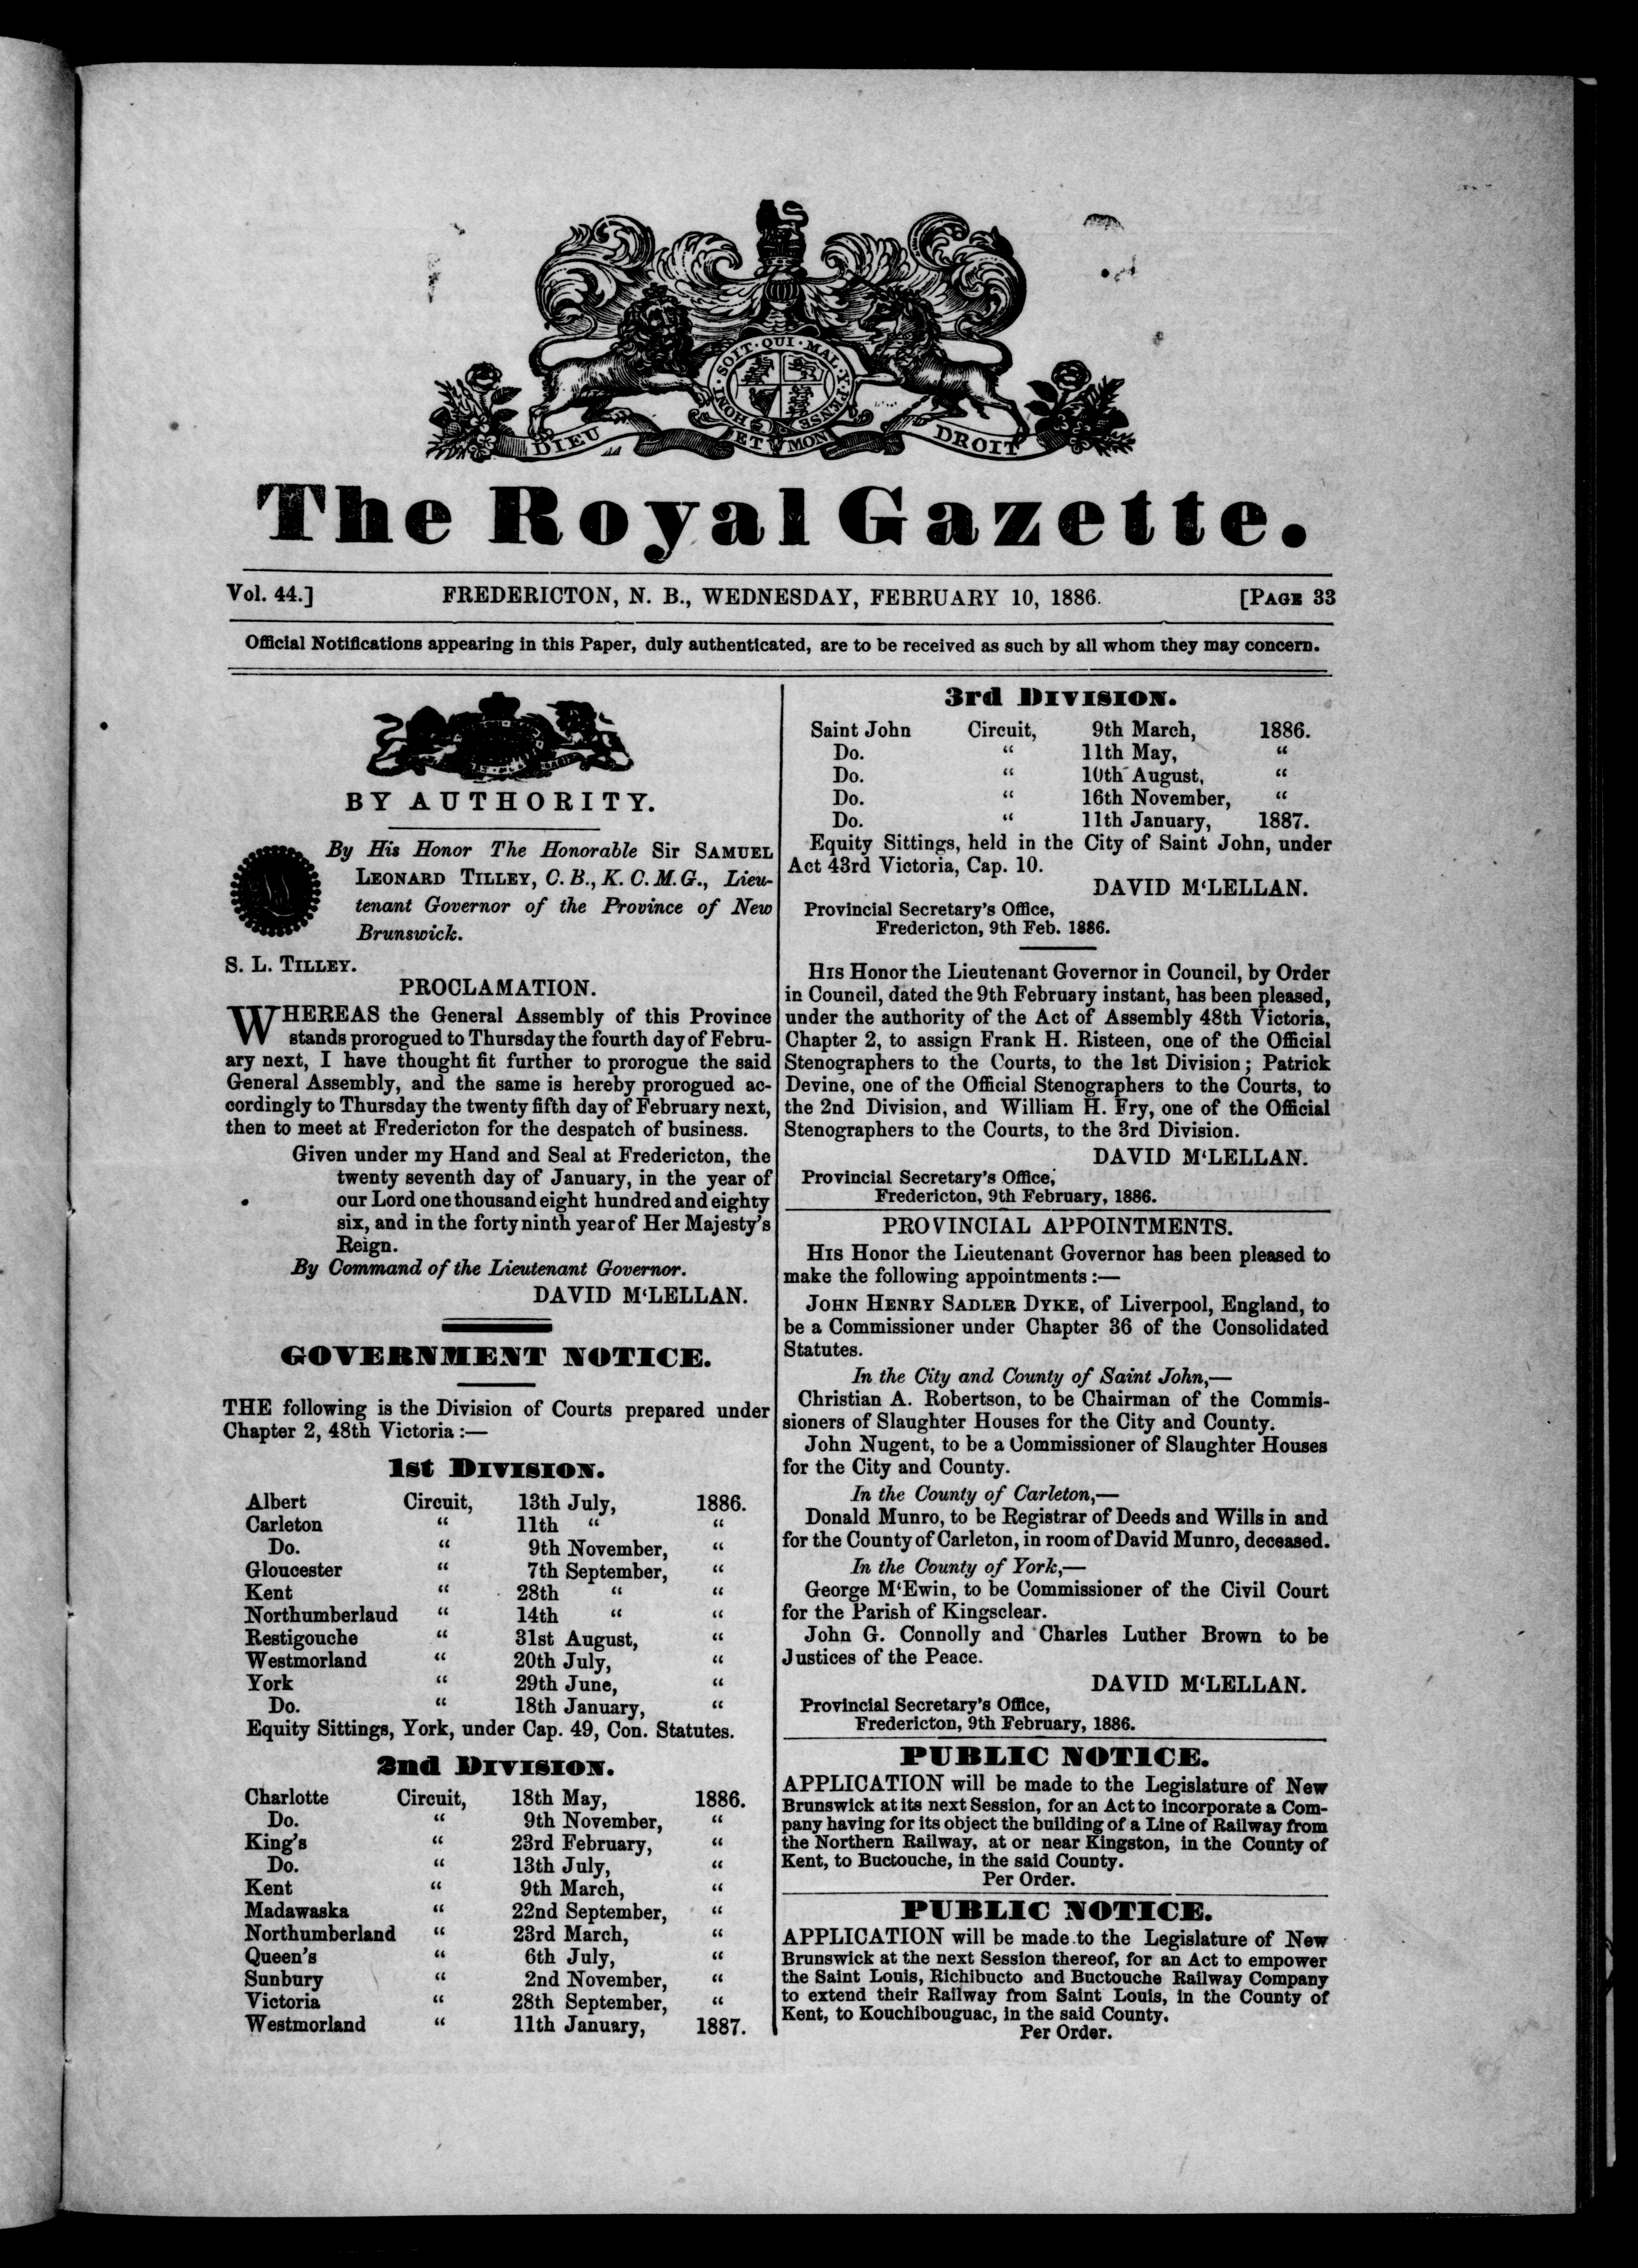 HONI · SOIT · QUI · MAL · Y · PENSE
DIEU ET MON DROIT
The Royal Gazette.
Vol. 44.] FREDERICTON, N. B., WEDNESDAY, FEBRUARY 10, 1886. [PAGE 33
Official Notifications appearing in this Paper, duly authenticated, are to be received as such by all whom they may concern.
BY AUTHORITY.
By His Honor The Honorable Sir SAMUEL
LEONARD TILLEY, C. B., K. C. M. G., Lieu-
tenant Governor of the Province of New
Brunswick.
S. L. TILLEY.
PROCLAMATION.
WHEREAS the General Assembly of this Province
stands prorogued to Thursday the fourth day of Febru-
ary next, I have thought fit further to prorogue the said
General Assembly, and the same is hereby prorogued ac-
cordingly to Thursday the twenty fifth day of February next,
then to meet at Fredericton for the despatch of business.
Given under my Hand and Seal at Fredericton, the
twenty seventh day of January, in the year of
our Lord one thousand eight hundred and eighty
six, and in the forty ninth year of Her Majesty's
Reign.
By Command of the Lieutenant Governor.
DAVID M'LELLAN.
GOVERNMENT NOTICE.
THE following is the Division of Courts prepared under
Chapter 2, 48th Victoria :—
1st DIVISION.
Albert Circuit, 13th July, 1886.
Carleton “ 11th “ “
Do. “ 9th November, “
Gloucester “ 7th September, “
Kent “ 28th “ “
Northumberlaud “ 14th “ “
Restigouche “ 31st August, “
Westmorland “ 20th July, “
York “ 29th June, “
Do. “ 18th January, “
Equity Sittings, York, under Cap. 49, Con. Statutes.
2nd DIVISION.
Charlotte Circuit, 18th May, 1886.
Do. “ 9th November, “
King's “ 23rd February, “
Do. “ 13th July, “
Kent “ 9th March, “
Madawaska “ 22nd September, “
Northumberland “ 23rd March, “
Queen's “ 6th July, “
Sunbury “ 2nd November, “
Victoria “ 28th September, “
Westmorland “ 11th January, 1887.
3rd DIVISION.
Saint John Circuit, 9th March, 1886.
Do. “ 11th May, “
Do. “ 10th August, “
Do. “ 16th November, “
Do. “ 11th January, 1887.
Equity Sittings, held in the City of Saint John, under
Act 43rd Victoria, Cap. 10.
DAVID M‘LELLAN.
Provincial Secretary's Office,
Fredericton, 9th Feb. 1886.
HIS Honor the Lieutenant Governor in Council, by Order
in Council, dated the 9th February instant, has been pleased,
under the authority of the Act of Assembly 48th Victoria,
Chapter 2, to assign Frank H. Risteen, one of the Official
Stenographers to the Courts, to the 1st Division; Patrick
Devine, one of the Official Stenographers to the Courts, to
the 2nd Division, and William H. Fry, one of the Official
Stenographers to the Courts, to the 3rd Division.
DAVID M‘LELLAN.
Provincial Secretary's Office,
Fredericton, 9th February, 1886.
PROVINCIAL APPOINTMENTS.
HIS Honor the Lieutenant Governor has been pleased to
make the following appointments :—
JOHN HENRY SADLER DYKE, of Liverpool, England, to
be a Commissioner under Chapter 36 of the Consolidated
Statutes.
In the City and County of Saint John,—
Christian A. Robertson, to be Chairman of the Commis-
sioners of Slaughter Houses for the City and County.
John Nugent, to be a Commissioner of Slaughter Houses
for the City and County.
In the County of Carleton,—
Donald Munro, to be Registrar of Deeds and Wills in and
for the County of Carleton, in room of David Munro, deceased.
In the County of York,—
George M‘Ewin, to be Commissioner of the Civil Court
for the Parish of Kingsclear.
John G. Connolly and Charles Luther Brown to be
Justices of the Peace.
DAVID M‘LELLAN.
Provincial Secretary's Office,
Fredericton, 9th February, 1886.
PUBLIC NOTICE.
APPLICATION will be made to the Legislature of New
Brunswick at its next Session, for an Act to incorporate a Com-
pany having for its object the building of a Line of Railway from
the Northern Railway, at or near Kingston, in the County of
Kent, to Buctouche, in the said County.
Per Order.
PUBLIC NOTICE.
APPLICATION will be made to the Legislature of New
Brunswick at the next Session thereof, for an Act to empower
the Saint Louis, Richibucto and Buctouche Railway Company
to extend their Railway from Saint Louis, in the County of
Kent, to Kouchibouguac, in the said County.
Per Order.